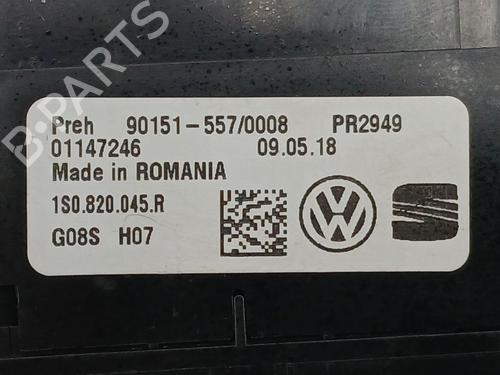 Preh 90151-557/0008 PR2949
01147246 09.05.18
Made in ROMANIA
1S0.820.045.R
G08S H07
B-PARTS